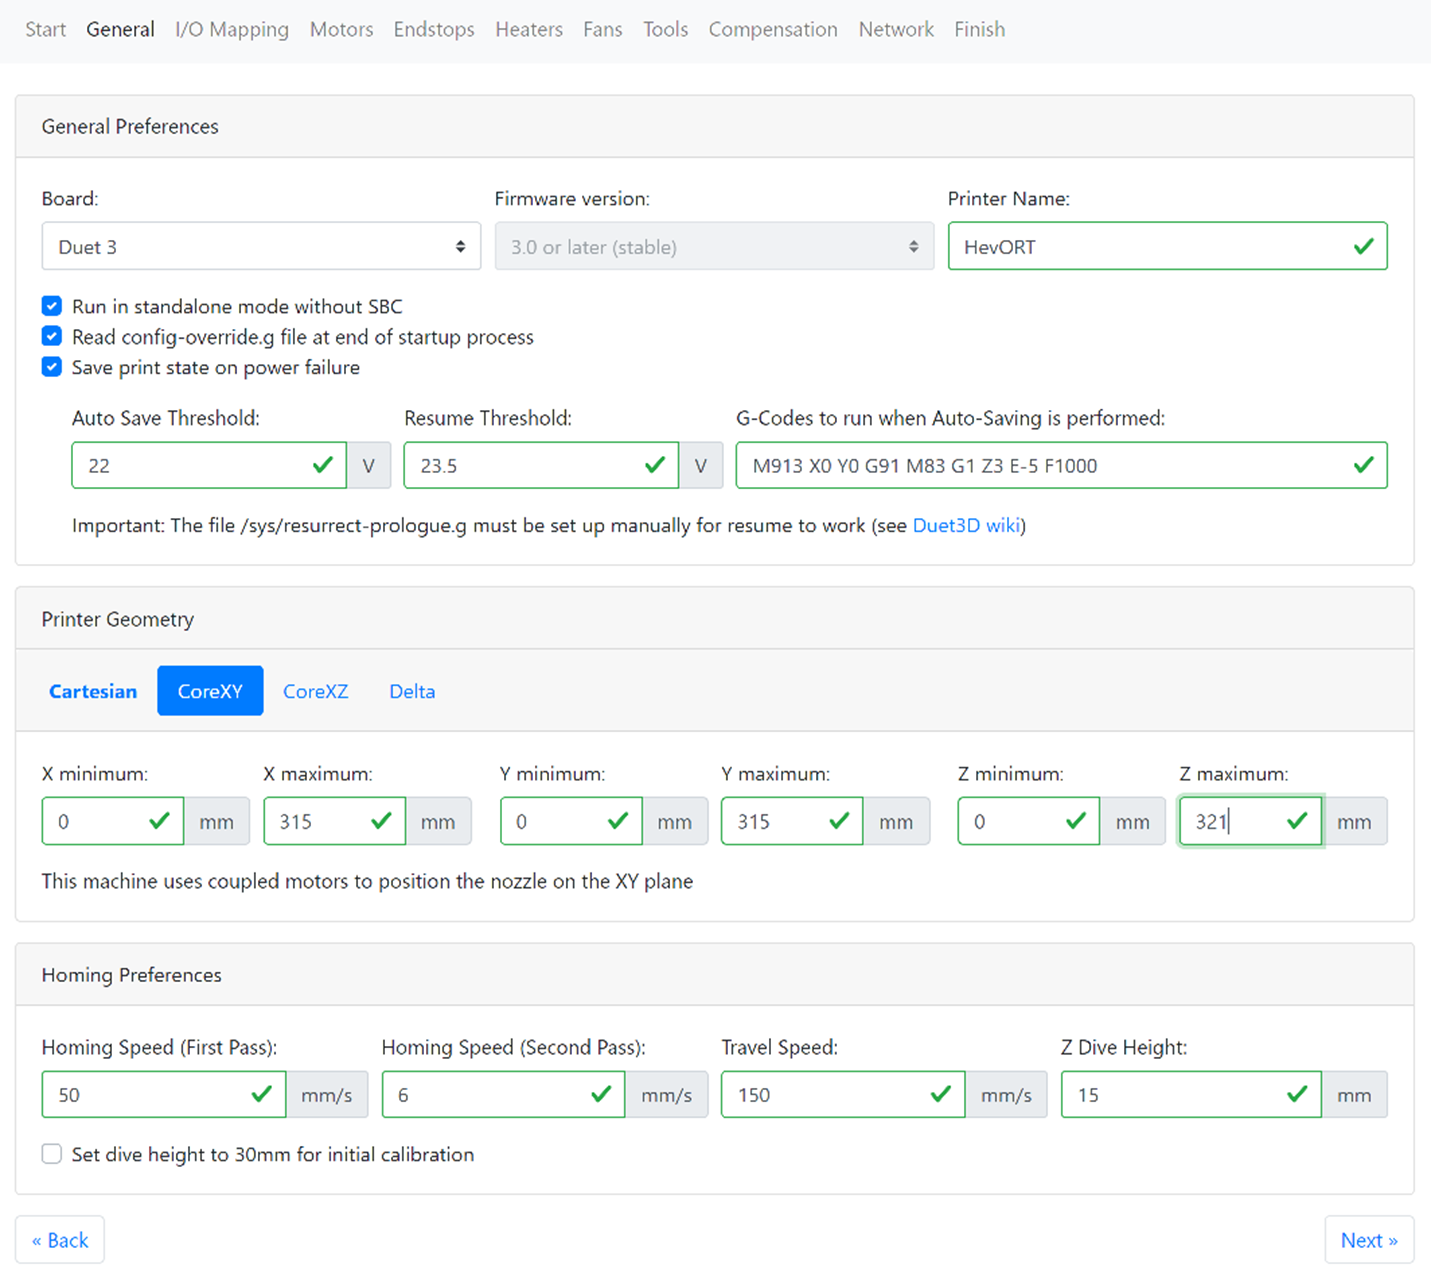 Start General I/O Mapping Motors Endstops Heaters Fans Tools Compensation Network Finish
General Preferences
Board: Firmware version: Printer Name:
Duet 3 3.0 or later (stable) HevORT
Run in standalone mode without SBC
Read config-override.g file at end of startup process
Save print state on power failure
Auto Save Threshold: Resume Threshold: G-Codes to run when Auto-Saving is performed:
22 V 23.5 V M913 X0 Y0 G91 M83 G1 Z3 E-5 F1000
Important: The file /sys/resurrect-prologue.g must be set up manually for resume to work (see Duet3D wiki)
Printer Geometry
Cartesian CoreXY CoreXZ Delta
X minimum: X maximum: Y minimum: Y maximum: Z minimum: Z maximum:
0 mm 315 mm 0 mm 315 mm 0 mm 321 mm
This machine uses coupled motors to position the nozzle on the XY plane
Homing Preferences
Homing Speed (First Pass): Homing Speed (Second Pass): Travel Speed: Z Dive Height:
50 mm/s 6 mm/s 150 mm/s 15 mm
Set dive height to 30mm for initial calibration
« Back Next »